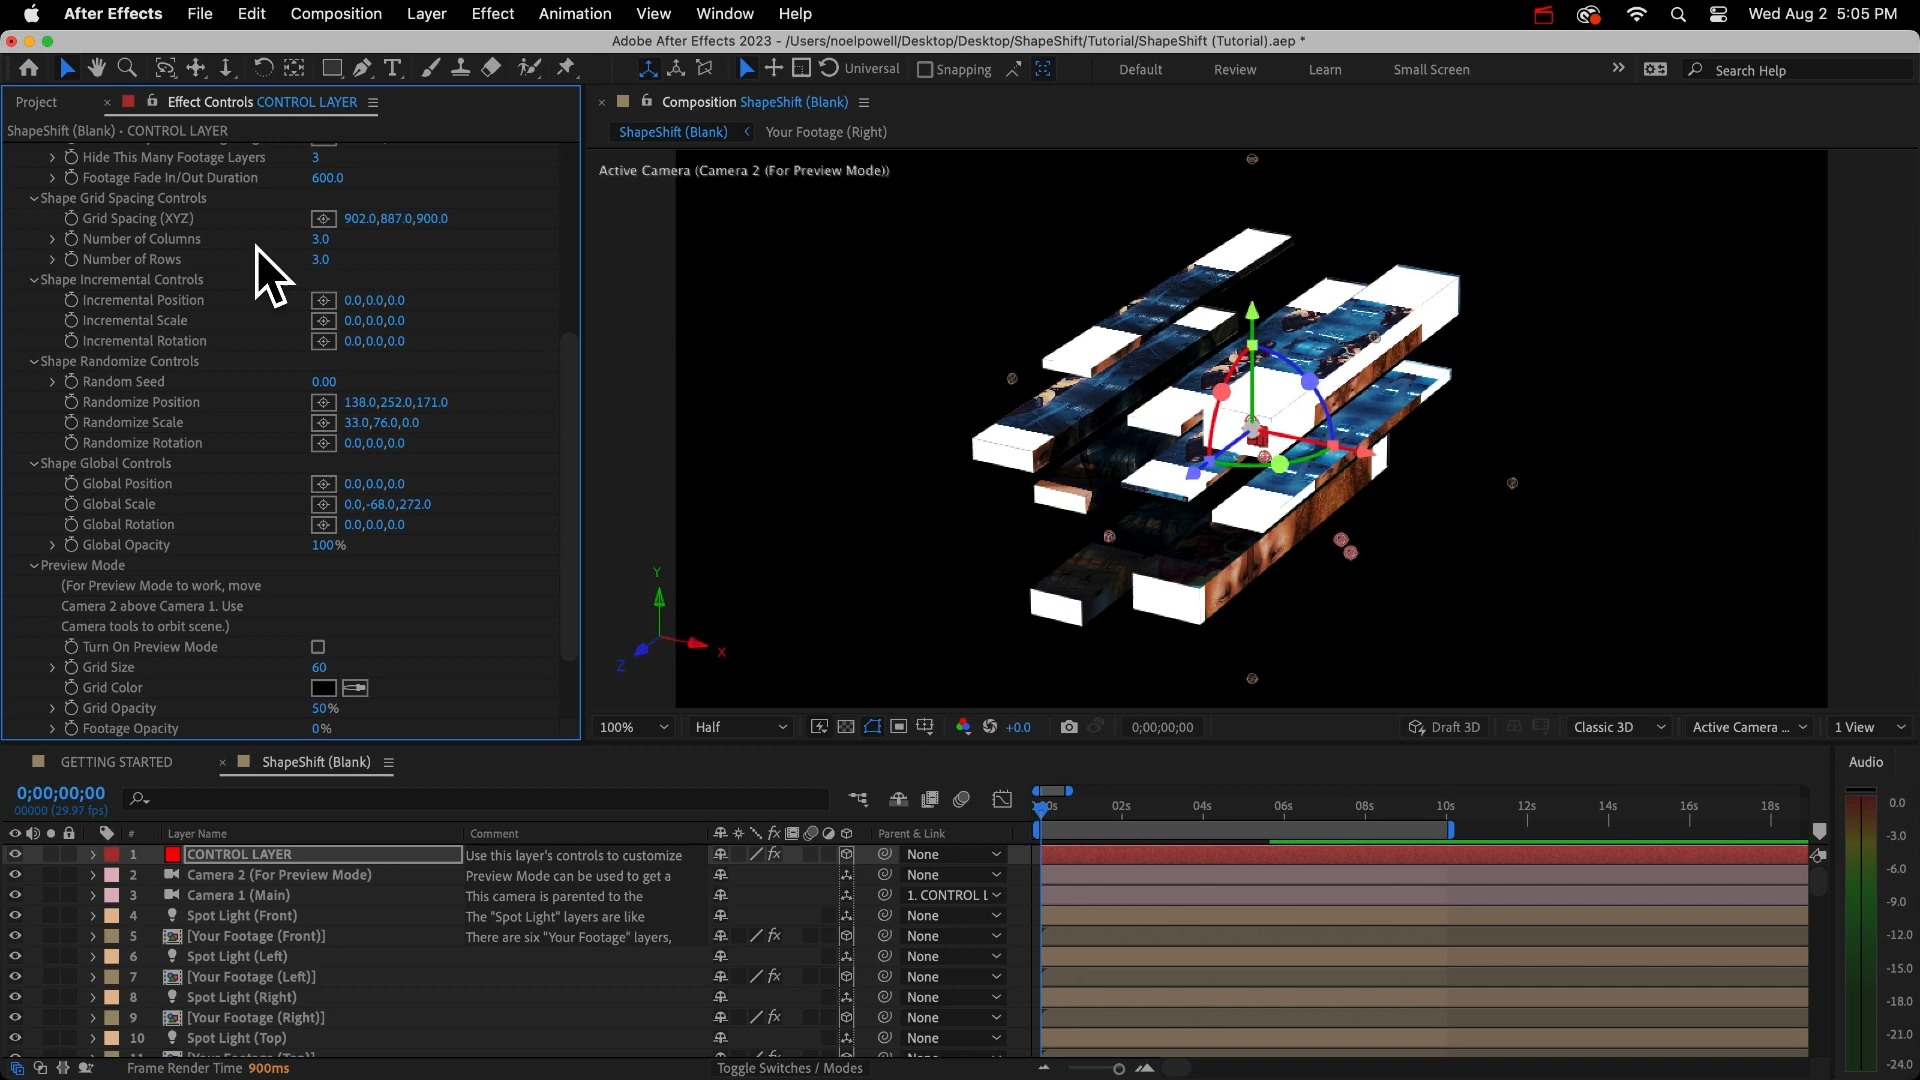 After Effects File Edit Composition Layer Effect Animation View Window Help Wed Aug 2 5:05 PM
Adobe After Effects 2023 - /Users/noelpowell/Desktop/Desktop/ShapeShift/Tutorial/ShapeShift (Tutorial).aep *
Universal Snapping Default Review Learn Small Screen Search Help
Project Effect Controls CONTROL LAYER
Composition ShapeShift (Blank)
ShapeShift (Blank) • CONTROL LAYER
ShapeShift (Blank) Your Footage (Right)
Active Camera (Camera 2 (For Preview Mode))
Hide This Many Footage Layers 3
Footage Fade In/Out Duration 600.0
Shape Grid Spacing Controls
Grid Spacing (XYZ) 902.0,887.0,900.0
Number of Columns 3.0
Number of Rows 3.0
Shape Incremental Controls
Incremental Position 0.0,0.0,0.0
Incremental Scale 0.0,0.0,0.0
Incremental Rotation 0.0,0.0,0.0
Shape Randomize Controls
Random Seed 0.00
Randomize Position 138.0,252.0,171.0
Randomize Scale 33.0,76.0,0.0
Randomize Rotation 0.0,0.0,0.0
Shape Global Controls
Global Position 0.0,0.0,0.0
Global Scale 0.0,-68.0,272.0
Global Rotation 0.0,0.0,0.0
Global Opacity 100%
Preview Mode
(For Preview Mode to work, move
Camera 2 above Camera 1. Use
Camera tools to orbit scene.)
Turn On Preview Mode
Grid Size 60
Grid Color
Grid Opacity 50%
Footage Opacity 0%
Y
X
Z
100% Half +0.0 0;00;00;00 Draft 3D Classic 3D Active Camera ... 1 View
GETTING STARTED ShapeShift (Blank)
Audio
0;00;00;00
00000 (29.97 fps)
02s 04s 06s 08s 10s 12s 14s 16s 18s
# Layer Name Comment fx Parent & Link
1 CONTROL LAYER Use this layer's controls to customize fx None
2 Camera 2 (For Preview Mode) Preview Mode can be used to get a None
3 Camera 1 (Main) This camera is parented to the 1. CONTROL L
4 Spot Light (Front) The "Spot Light" layers are like None
5 [Your Footage (Front)] There are six "Your Footage" layers, fx None
6 Spot Light (Left) None
7 [Your Footage (Left)] fx None
8 Spot Light (Right) None
9 [Your Footage (Right)] fx None
10 Spot Light (Top) None
Frame Render Time 900ms Toggle Switches / Modes
0.0
-3.0
-6.0
-9.0
-12.0
-15.0
-18.0
-21.0
-24.0